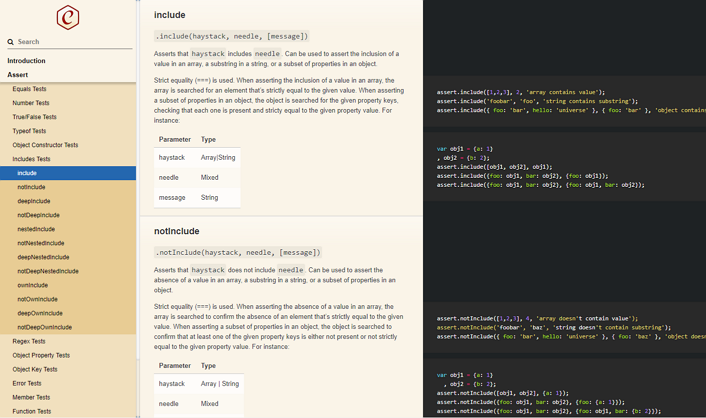 Search
Introduction
Assert
Equals Tests
Number Tests
True/False Tests
Typeof Tests
Object Constructor Tests
Includes Tests
include
notInclude
deepInclude
notDeepInclude
nestedInclude
notNestedInclude
deepNestedInclude
notDeepNestedInclude
ownInclude
notOwnInclude
deepOwnInclude
notDeepOwnInclude
Regex Tests
Object Property Tests
Object Key Tests
Error Tests
Member Tests
Function Tests
include
.include(haystack, needle, [message])
Asserts that haystack includes needle. Can be used to assert the inclusion of a
value in an array, a substring in a string, or a subset of properties in an object.
Strict equality (===) is used. When asserting the inclusion of a value in an array,
the array is searched for an element that's strictly equal to the given value. When asserting
a subset of properties in an object, the object is searched for the given property keys,
checking that each one is present and strictly equal to the given property value. For
instance:
Parameter Type
haystack Array|String
needle Mixed
message String
notInclude
.notInclude(haystack, needle, [message])
Asserts that haystack does not include needle. Can be used to assert the
absence of a value in an array, a substring in a string, or a subset of properties in an
object.
Strict equality (===) is used. When asserting the absence of a value in an array, the
array is searched to confirm the absence of an element that's strictly equal to the given
value. When asserting a subset of properties in an object, the object is searched to
confirm that at least one of the given property keys is either not present or not strictly
equal to the given property value. For instance:
Parameter Type
haystack Array | String
needle Mixed
assert.include([1,2,3], 2, 'array contains value');
assert.include('foobar', 'foo', 'string contains substring');
assert.include({ foo: 'bar', hello: 'universe' }, { foo: 'bar' }, 'object contains
var obj1 = {a: 1}
, obj2 = {b: 2};
assert.include([obj1, obj2], obj1);
assert.include({foo: obj1, bar: obj2}, {foo: obj1});
assert.include({foo: obj1, bar: obj2}, {foo: obj1, bar: obj2});
assert.notInclude([1,2,3], 4, 'array doesn't contain value');
assert.notInclude('foobar', 'baz', 'string doesn't contain substring');
assert.notInclude({ foo: 'bar', hello: 'universe' }, { foo: 'baz' }, 'object doesn
var obj1 = {a: 1}
, obj2 = {b: 2};
assert.notInclude([obj1, obj2], {a: 1});
assert.notInclude({foo: obj1, bar: obj2}, {foo: {a: 1}});
assert.notInclude({foo: obj1, bar: obj2}, {foo: obj1, bar: {b: 2}});